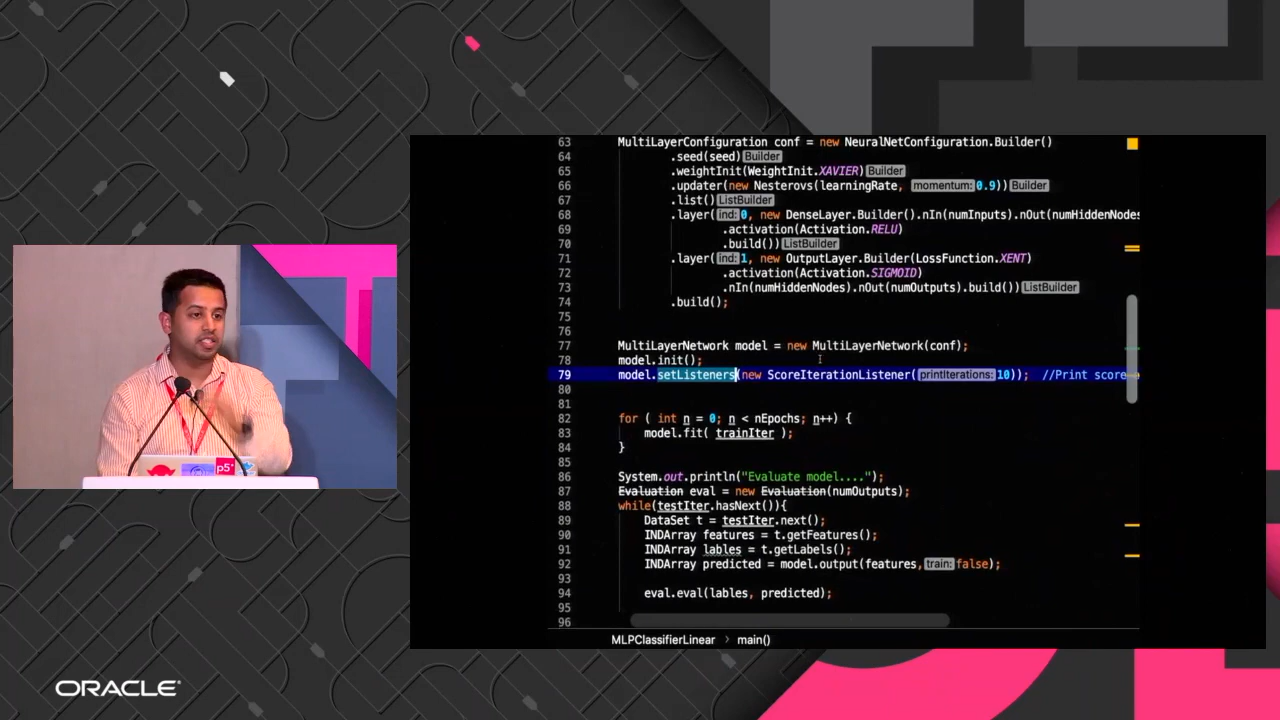 63 MultiLayerConfiguration conf = new NeuralNetConfiguration.Builder()
64 .seed(seed) Builder
65 .weightInit(WeightInit.XAVIER) Builder
66 .updater(new Nesterovs(learningRate, momentum: 0.9)) Builder
67 .list() ListBuilder
68 .layer( ind: 0, new DenseLayer.Builder().nIn(numInputs).nOut(numHiddenNodes
69 .activation(Activation.RELU)
70 .build()) ListBuilder
71 .layer( ind: 1, new OutputLayer.Builder(LossFunction.XENT)
72 .activation(Activation.SIGMOID)
73 .nIn(numHiddenNodes).nOut(numOutputs).build()) ListBuilder
74 .build();
75
76
77 MultiLayerNetwork model = new MultiLayerNetwork(conf);
78 model.init();
79 model.setListeners(new ScoreIterationListener( printIterations: 10)); //Print score
80
81
82 for ( int n = 0; n < nEpochs; n++) {
83 model.fit( trainIter );
84 }
85
86 System.out.println("Evaluate model....");
87 Evaluation eval = new Evaluation(numOutputs);
88 while(testIter.hasNext()){
89 DataSet t = testIter.next();
90 INDArray features = t.getFeatures();
91 INDArray lables = t.getLabels();
92 INDArray predicted = model.output(features, train: false);
93
94 eval.eval(lables, predicted);
95
96
MLPClassifierLinear > main()
p5*
ORACLE®